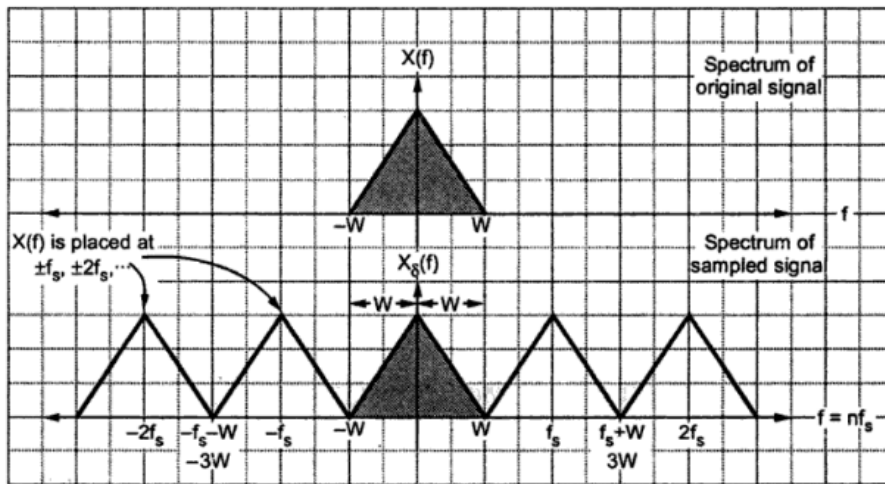 X(f)
Spectrum of
original signal
–W
W
f
X(f) is placed at
±fₛ, ±2fₛ,...
Spectrum of
sampled signal
X_δ(f)
W
W
–2fₛ
–fₛ–W
–fₛ
–W
W
fₛ
fₛ+W
2fₛ
f = nfₛ
–3W
3W